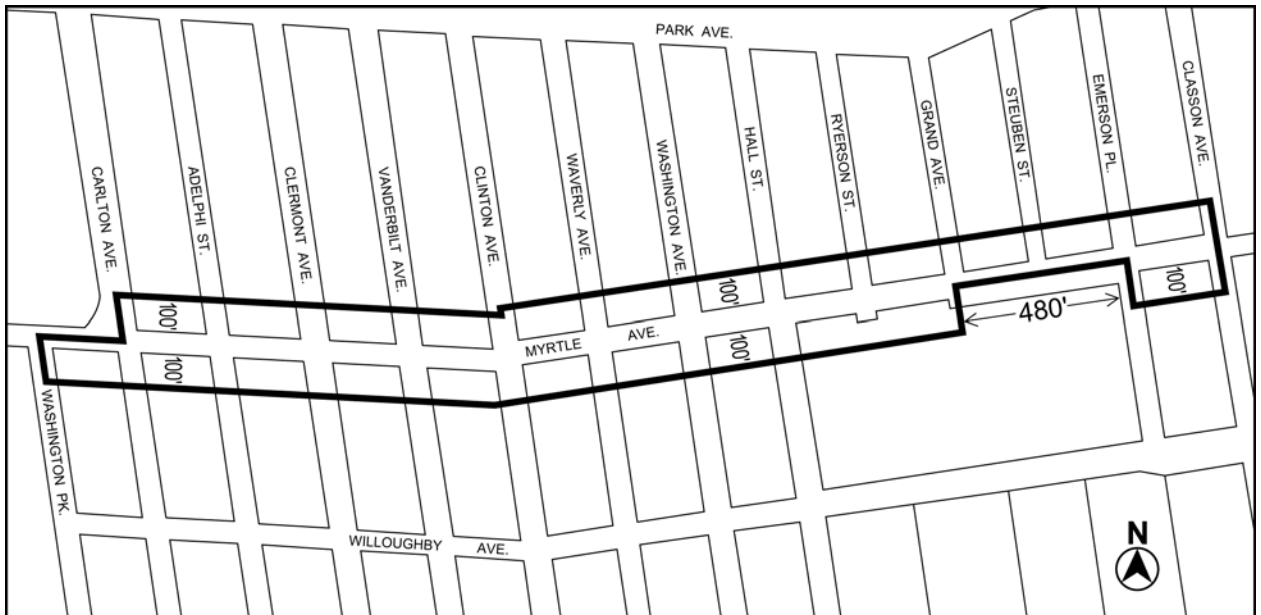 PARK AVE.
CARLTON AVE.
ADELPHI ST.
CLERMONT AVE.
VANDERBILT AVE.
CLINTON AVE.
WAVERLY AVE.
WASHINGTON AVE.
HALL ST.
RYERSON ST.
GRAND AVE.
STEUBEN ST.
EMERSON PL.
CLASSON AVE.
100'
100'
100'
480'
MYRTLE AVE.
100'
100'
WASHINGTON PK.
WILLOUGHBY AVE.
N